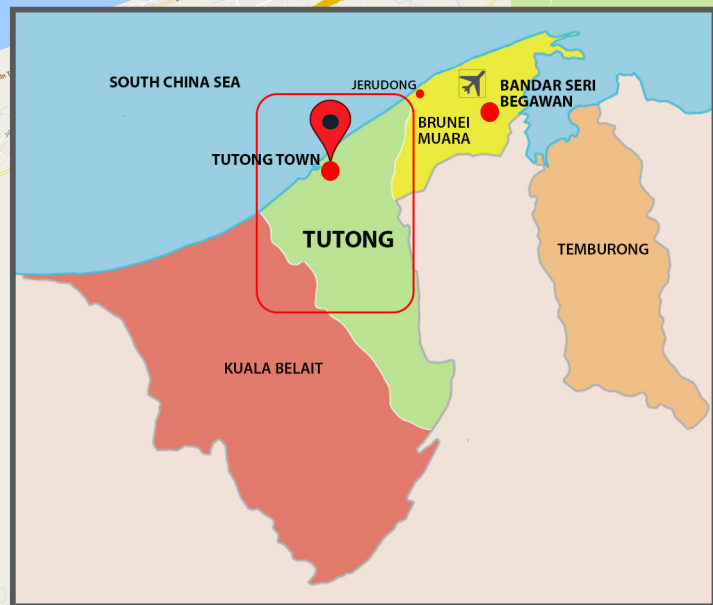 SOUTH CHINA SEA
JERUDONG
BANDAR SERI
BEGAWAN
BRUNEI
MUARA
TUTONG TOWN
TUTONG
TEMBURONG
KUALA BELAIT